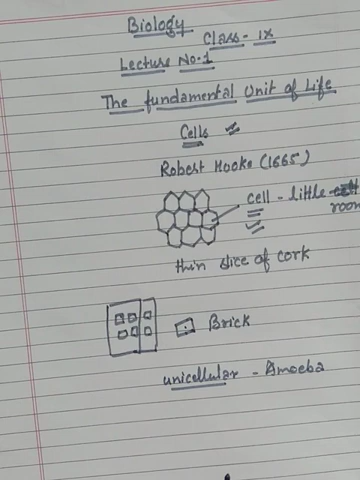 Biology
Class - IX
Lecture No.1
The fundamental Unit of Life
Cells
Robert Hooke (1665)
cell - little room
thin slice of cork
Brick
unicellular - Amoeba